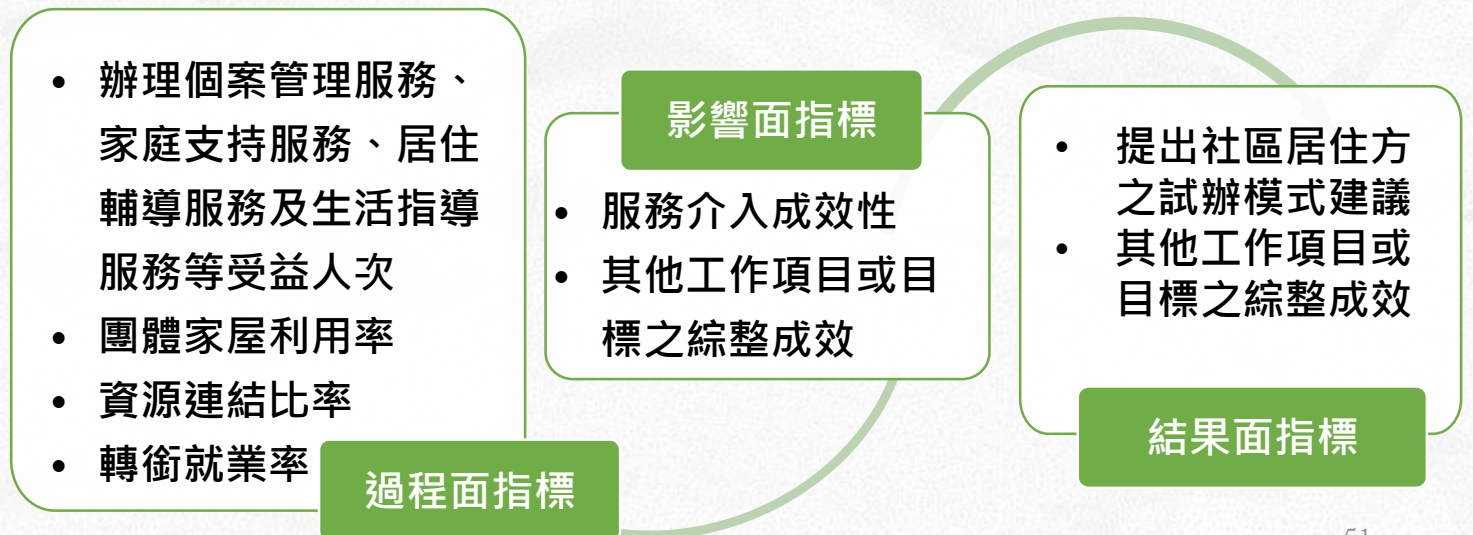 • 辦理個案管理服務、
家庭支持服務、居住
輔導服務及生活指導
服務等受益人次
• 團體家屋利用率
• 資源連結比率
• 轉銜就業率
過程面指標
影響面指標
• 服務介入成效性
• 其他工作項目或目
標之綜整成效
• 提出社區居住方
之試辦模式建議
• 其他工作項目或
目標之綜整成效
結果面指標
51